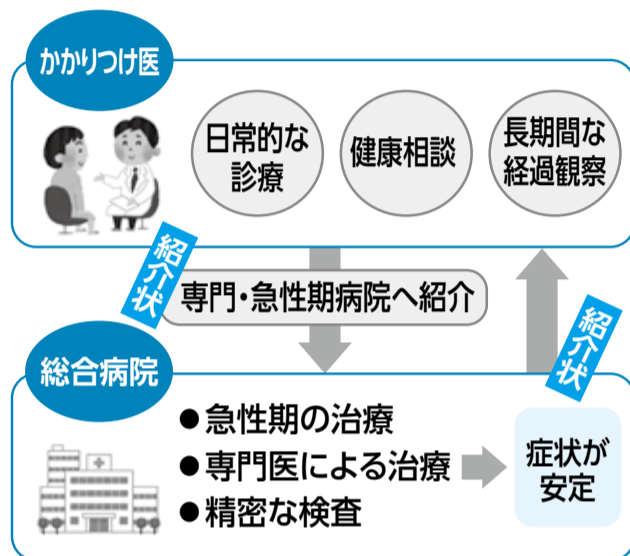 かかりつけ医
日常的な
診療
健康相談
長期間な
経過観察
紹介状
専門・急性期病院へ紹介
紹介状
総合病院
●急性期の治療
●専門医による治療
●精密な検査
症状が
安定